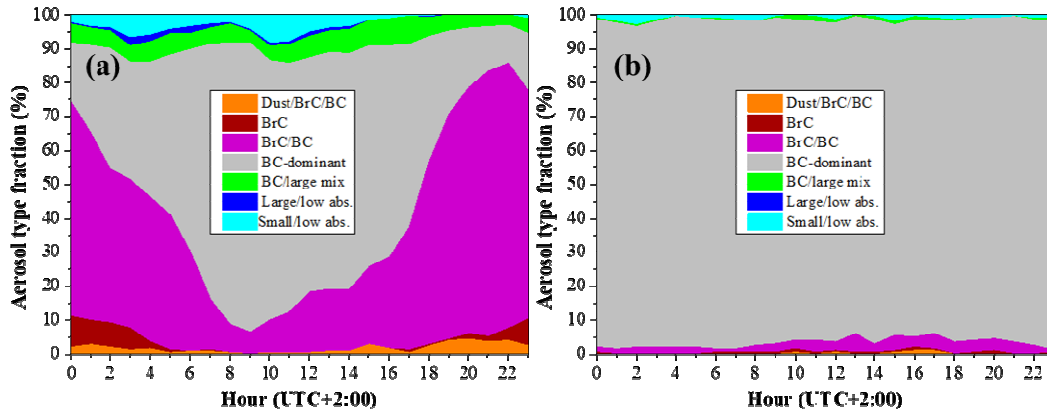 (a)
Aerosol type fraction (%)
100
90
80
70
60
50
40
30
20
10
0
Dust/BrC/BC
BrC
BrC/BC
BC-dominant
BC/large mix
Large/low abs.
Small/low abs.
0 2 4 6 8 10 12 14 16 18 20 22
Hour (UTC+2:00)
(b)
Aerosol type fraction (%)
100
90
80
70
60
50
40
30
20
10
0
Dust/BrC/BC
BrC
BrC/BC
BC-dominant
BC/large mix
Large/low abs.
Small/low abs.
0 2 4 6 8 10 12 14 16 18 20 22
Hour (UTC+2:00)